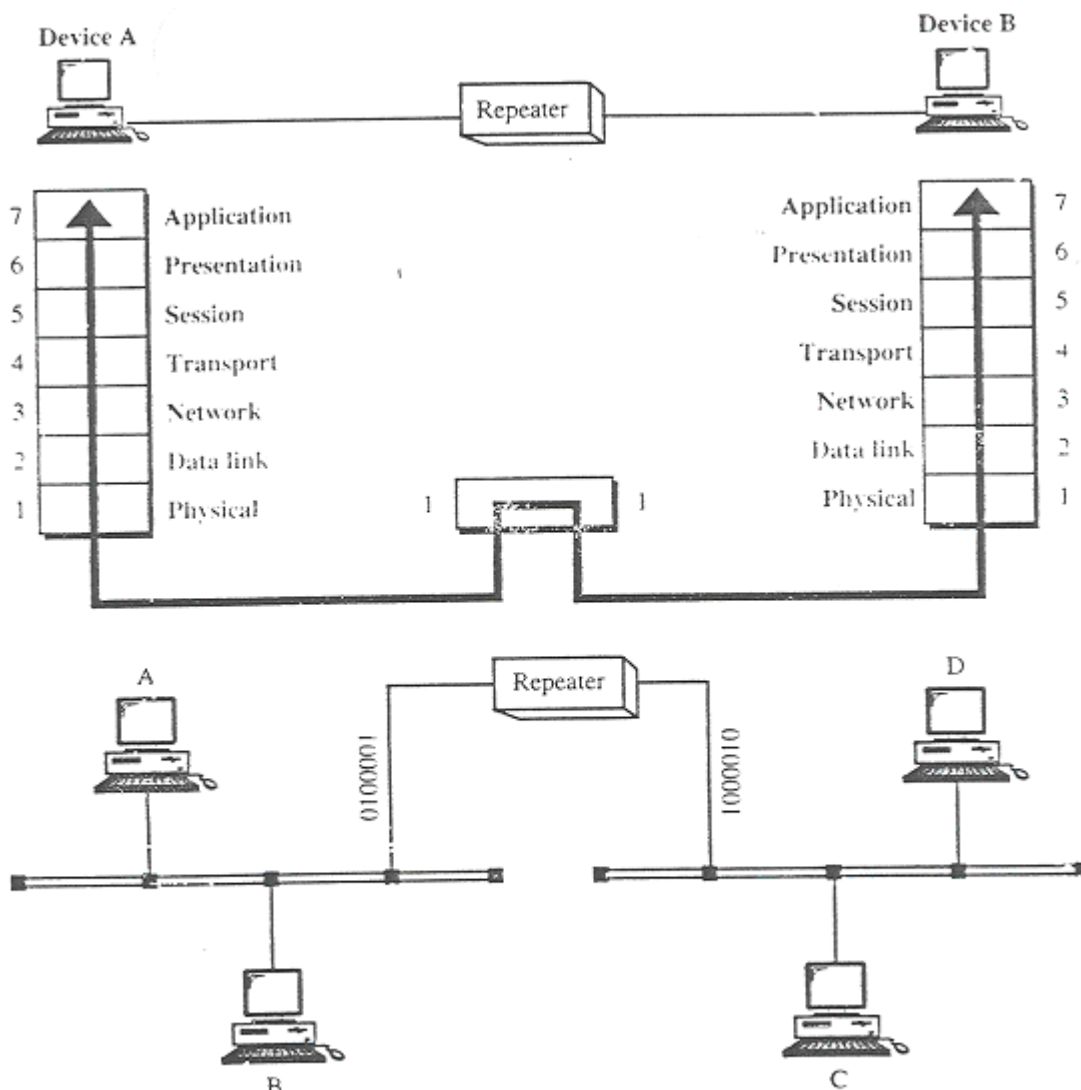 Device A
Device B
Repeater
7 Application
Application 7
6 Presentation
Presentation 6
5 Session
Session 5
4 Transport
Transport 4
3 Network
Network 3
2 Data link
Data link 2
1 Physical
1 1
Physical 1
A
Repeater
D
0100001
1000010
B
C